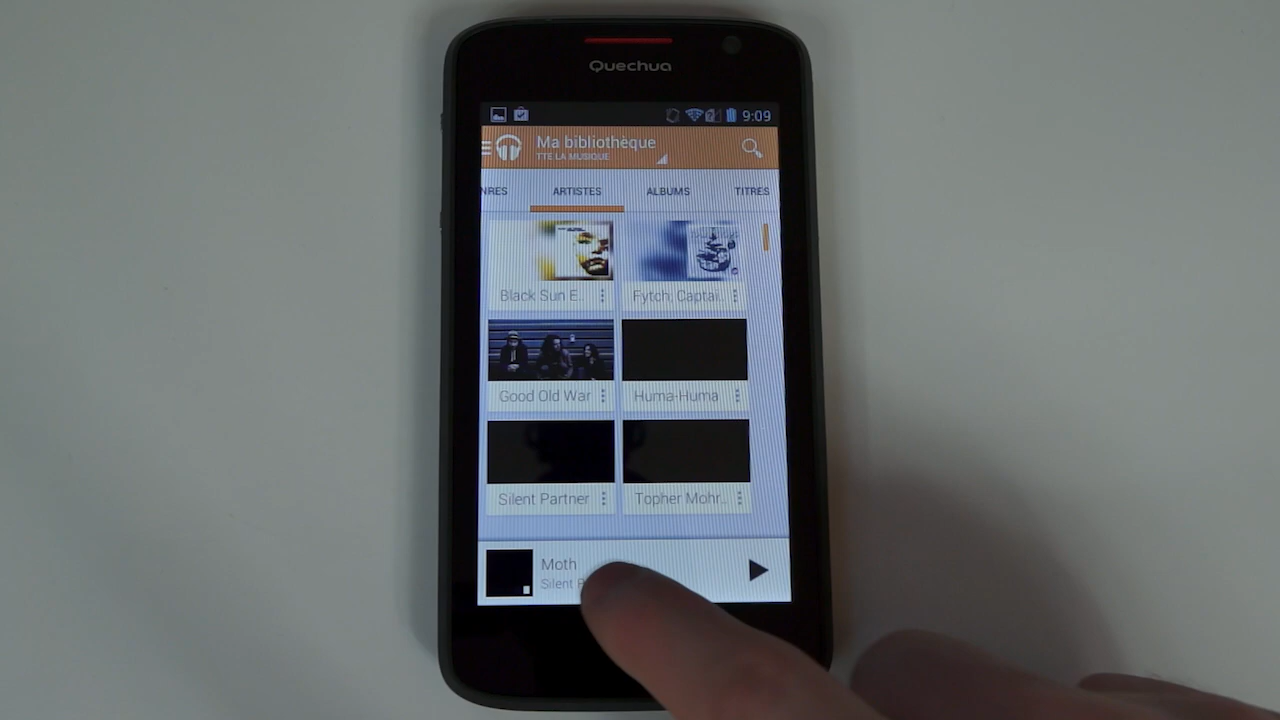 Quechua
9:09
Ma bibliothèque
TTE LA MUSIQUE
NRES ARTISTES ALBUMS TITRES
Black Sun E.. Fytch, Captai..
Good Old War Huma-Huma
Silent Partner Topher Mohr..
Moth
Silent P